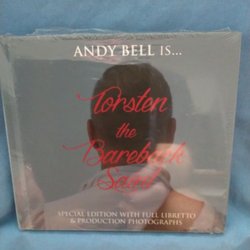 ANDY BELL IS...
Torsten
the
Bareback
Saint
SPECIAL EDITION WITH FULL LIBRETTO
& PRODUCTION PHOTOGRAPHS